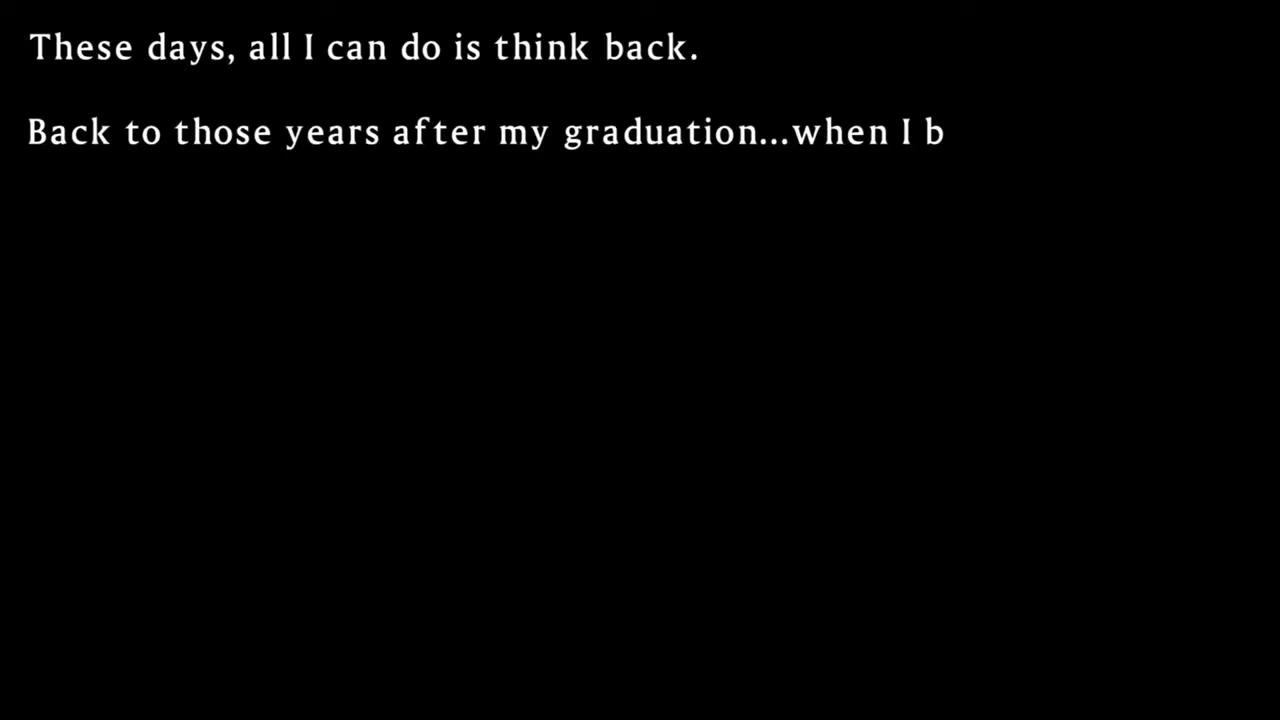 These days, all I can do is think back.
Back to those years after my graduation...when I b